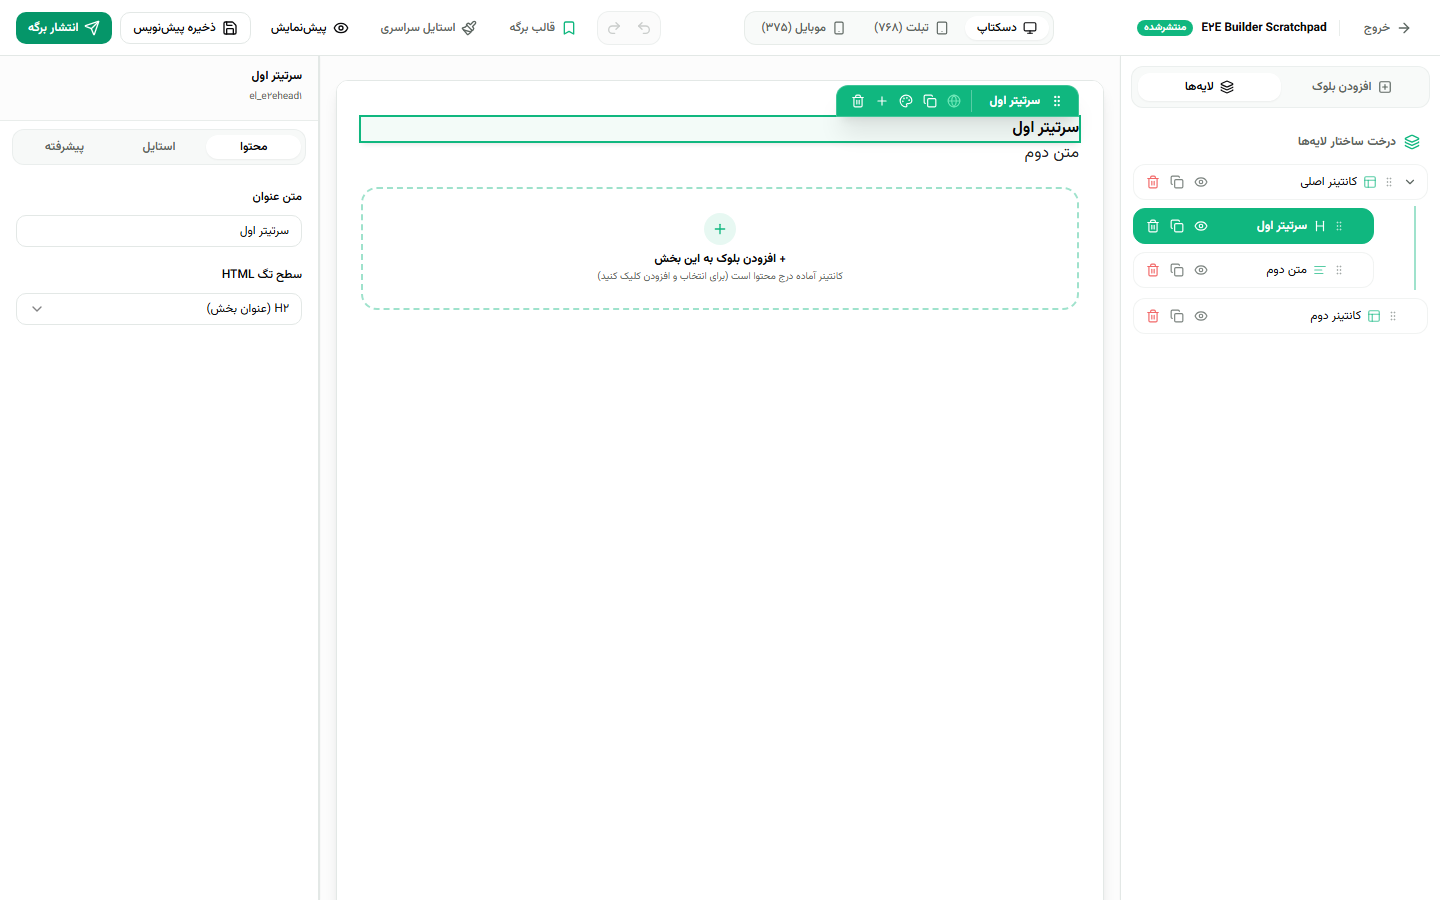 خروج
E۲E Builder Scratchpad
منتشرشده
دسکتاپ
تبلت (۷۶۸)
موبایل (۳۷۵)
قالب برگه
استایل سراسری
پیش‌نمایش
ذخیره پیش‌نویس
انتشار برگه
افزودن بلوک
لایه‌ها
درخت ساختار لایه‌ها
کانتینر اصلی
سرتیتر اول
متن دوم
کانتینر دوم
سرتیتر اول
سرتیتر اول
متن دوم
+ افزودن بلوک به این بخش
کانتینر آماده درج محتوا است (برای انتخاب و افزودن کلیک کنید)
سرتیتر اول
el_e۲ehead۱
محتوا
استایل
پیشرفته
متن عنوان
سرتیتر اول
سطح تگ HTML
H۲ (عنوان بخش)